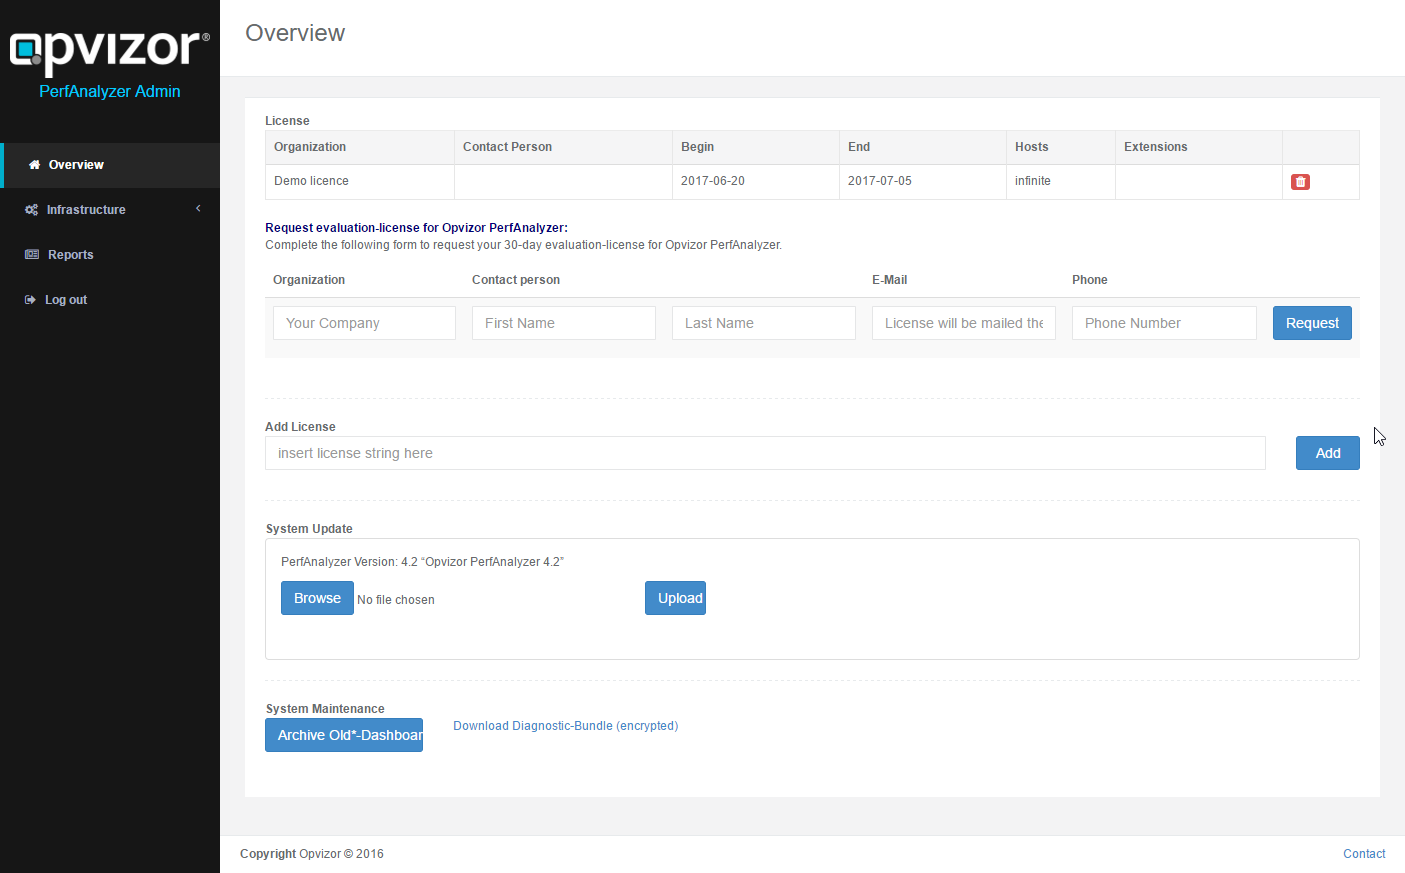 opvizor®
PerfAnalyzer Admin
Overview
Infrastructure
Reports
Log out
Overview
License
Organization Contact Person Begin End Hosts Extensions
Demo licence 2017-06-20 2017-07-05 infinite
Request evaluation-license for Opvizor PerfAnalyzer:
Complete the following form to request your 30-day evaluation-license for Opvizor PerfAnalyzer.
Organization Contact person E-Mail Phone
Your Company First Name Last Name License will be mailed the Phone Number Request
Add License
insert license string here Add
System Update
PerfAnalyzer Version: 4.2 “Opvizor PerfAnalyzer 4.2”
Browse No file chosen Upload
System Maintenance
Archive Old*-Dashboar Download Diagnostic-Bundle (encrypted)
Copyright Opvizor © 2016 Contact